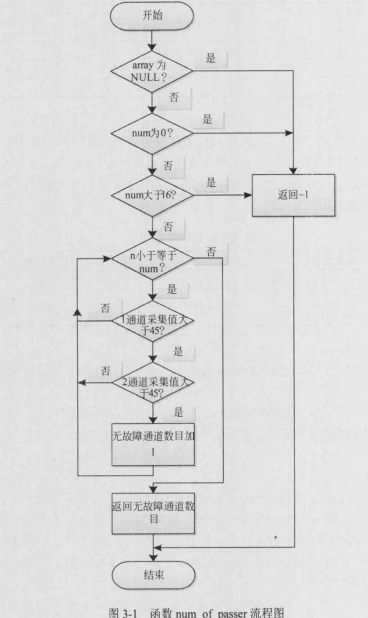 开始
array 为
NULL?
是
否
num为0?
是
否
num大于16?
是
返回-1
否
n小于等于
num?
否
是
否
1通道采集值大
于45?
是
否
2通道采集值大
于45?
是
无故障通道数目加
1
返回无故障通道数
目
结束
图 3-1 函数 num_of_passer 流程图